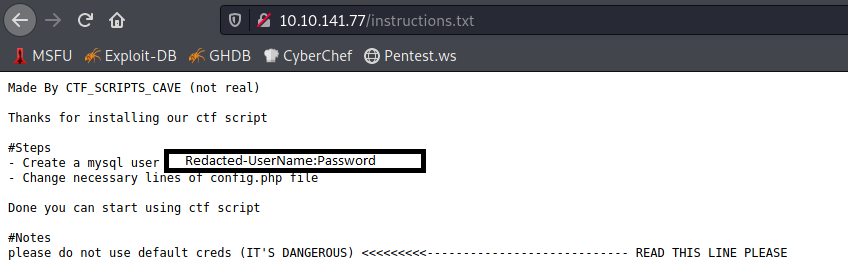 10.10.141.77/instructions.txt
MSFU Exploit-DB GHDB CyberChef Pentest.ws
Made By CTF_SCRIPTS_CAVE (not real)
Thanks for installing our ctf script
#Steps
- Create a mysql user Redacted-UserName:Password
- Change necessary lines of config.php file
Done you can start using ctf script
#Notes
please do not use default creds (IT'S DANGEROUS) <<<<<<<<<---------------------------- READ THIS LINE PLEASE